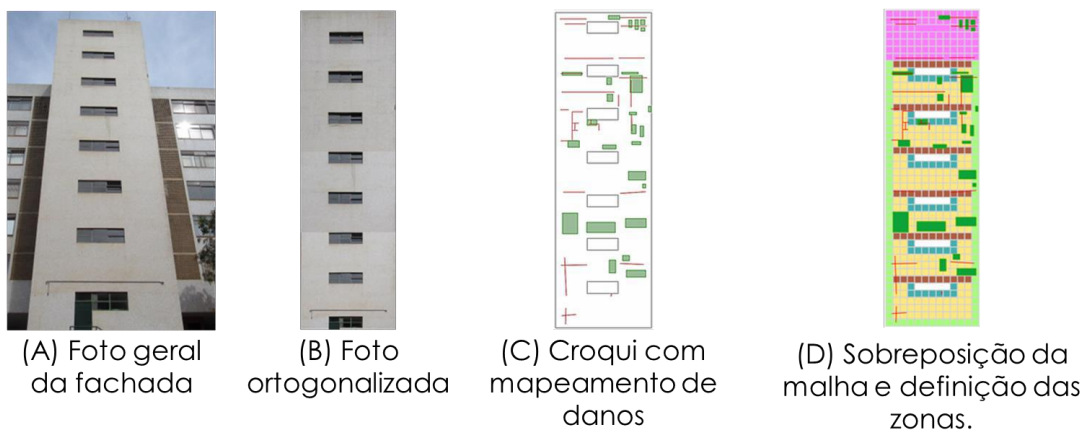 (A) Foto geral
da fachada
(B) Foto
ortogonalizada
(C) Croqui com
mapeamento de
danos
(D) Sobreposição da
malha e definição das
zonas.